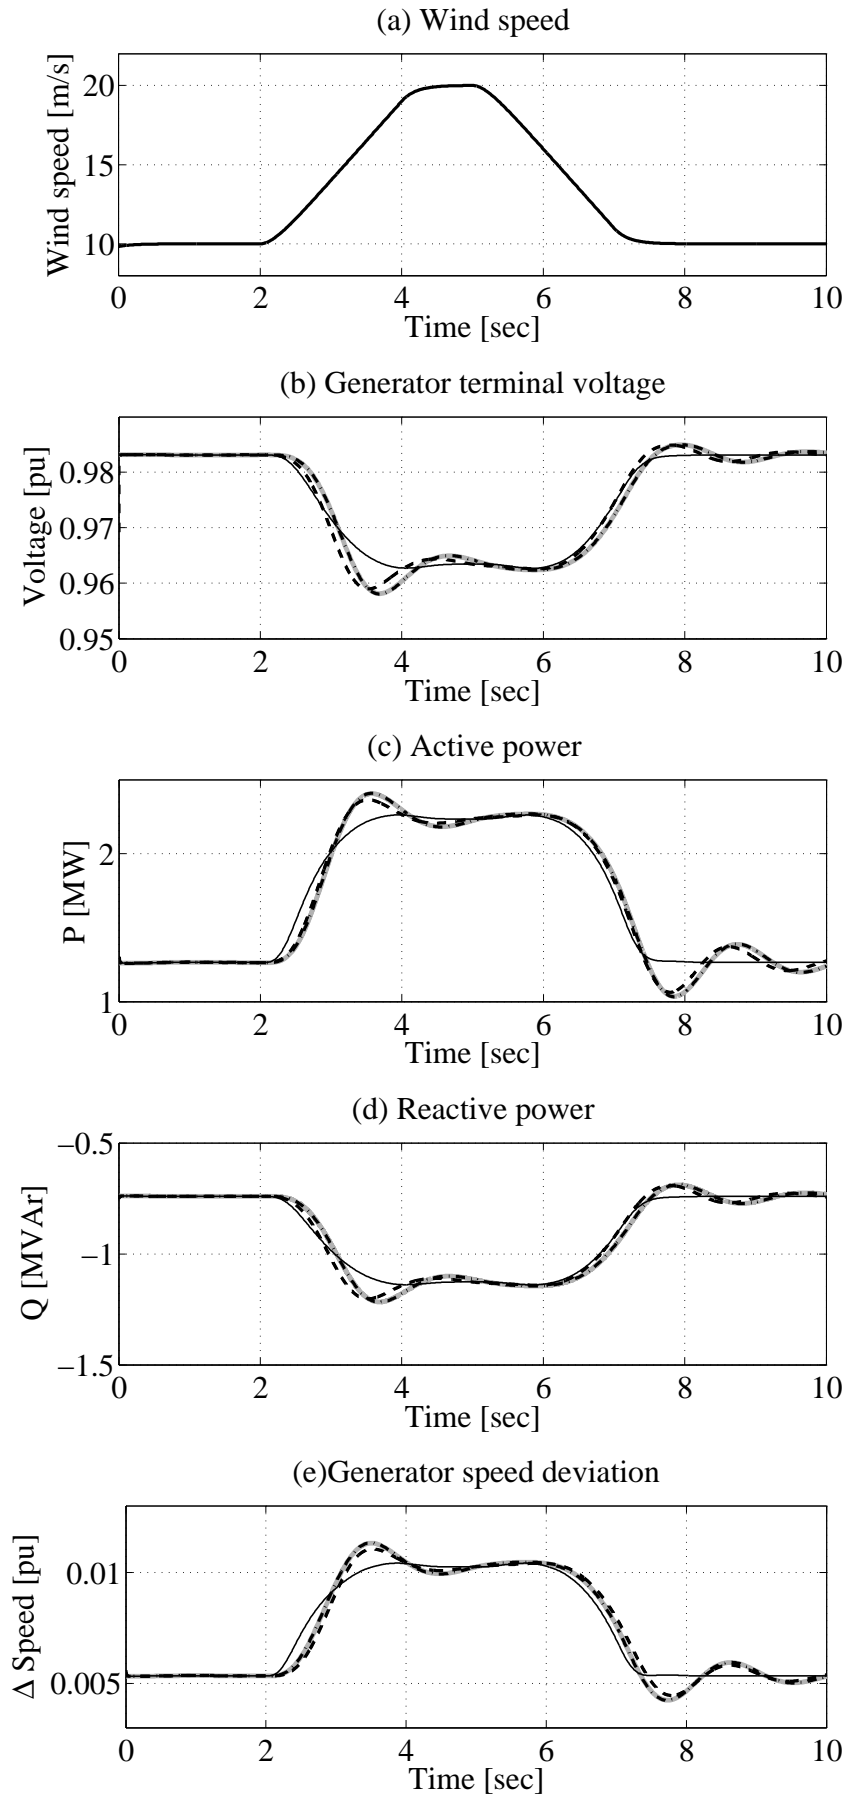 (a) Wind speed
Wind speed [m/s]
20
15
10
0 2 4 6 8 10
Time [sec]
(b) Generator terminal voltage
Voltage [pu]
0.98
0.97
0.96
0.95
0 2 4 6 8 10
Time [sec]
(c) Active power
P [MW]
2
1
0 2 4 6 8 10
Time [sec]
(d) Reactive power
Q [MVAr]
−0.5
−1
−1.5
0 2 4 6 8 10
Time [sec]
(e)Generator speed deviation
Δ Speed [pu]
0.01
0.005
0 2 4 6 8 10
Time [sec]